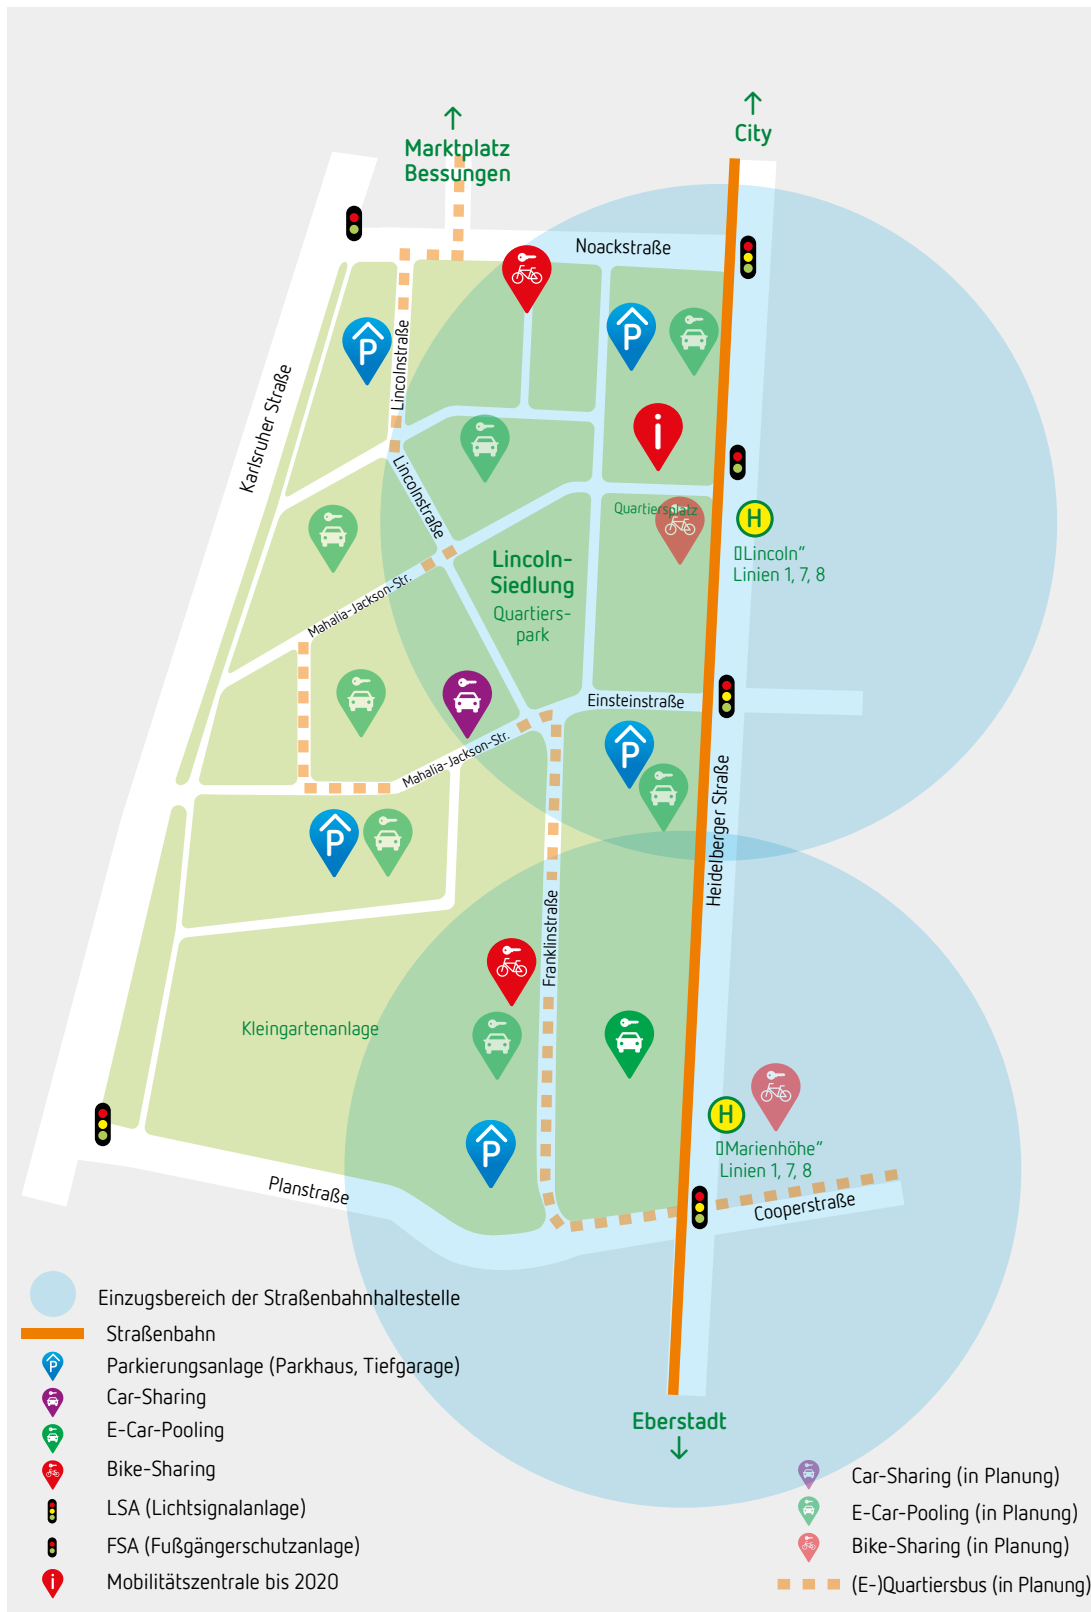 City
Marktplatz
Bessungen
Noackstraße
Lincolnstraße
Karlsruher Straße
Lincolnstraße
Quartiersplatz
H
„Lincoln“
Linien 1, 7, 8
Lincoln-
Siedlung
Quartiers-
park
Mahalia-Jackson-Str.
Einsteinstraße
Mahalia-Jackson-Str.
Heidelberger Straße
Franklinstraße
Kleingartenanlage
H
„Marienhöhe“
Linien 1, 7, 8
Planstraße
Cooperstraße
P
P
i
P
P
P
Eberstadt
Einzugsbereich der Straßenbahnhaltestelle
Straßenbahn
P
Parkierungsanlage (Parkhaus, Tiefgarage)
Car-Sharing
E-Car-Pooling
Bike-Sharing
LSA (Lichtsignalanlage)
FSA (Fußgängerschutzanlage)
i
Mobilitätszentrale bis 2020
Car-Sharing (in Planung)
E-Car-Pooling (in Planung)
Bike-Sharing (in Planung)
(E-)Quartiersbus (in Planung)